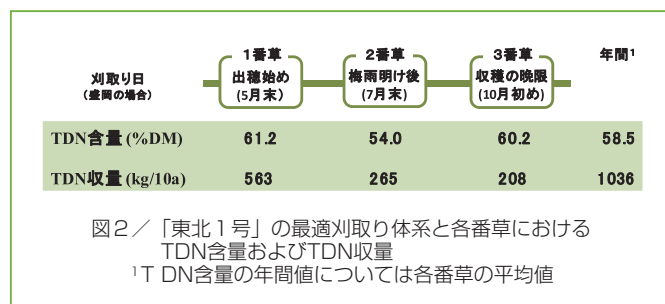 1番草 2番草 3番草 年間¹
刈取り日 出穂始め 梅雨明け後 収穫の晩限
(盛岡の場合) (5月末) (7月末) (10月初め)
TDN含量(%DM) 61.2 54.0 60.2 58.5
TDN収量(kg/10a) 563 265 208 1036
図2/「東北1号」の最適刈取り体系と各番草における
TDN含量およびTDN収量
¹T DN含量の年間値については各番草の平均値